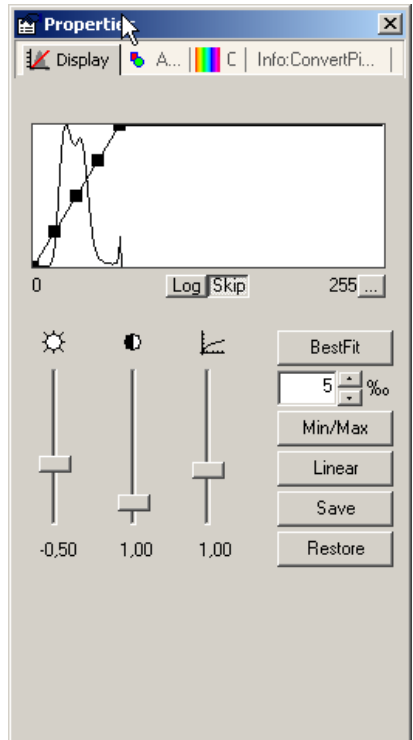 Properties
Display A... C Info:ConvertPi...
0 Log Skip 255 ...
BestFit
5 ‰
Min/Max
Linear
Save
-0,50 1,00 1,00 Restore